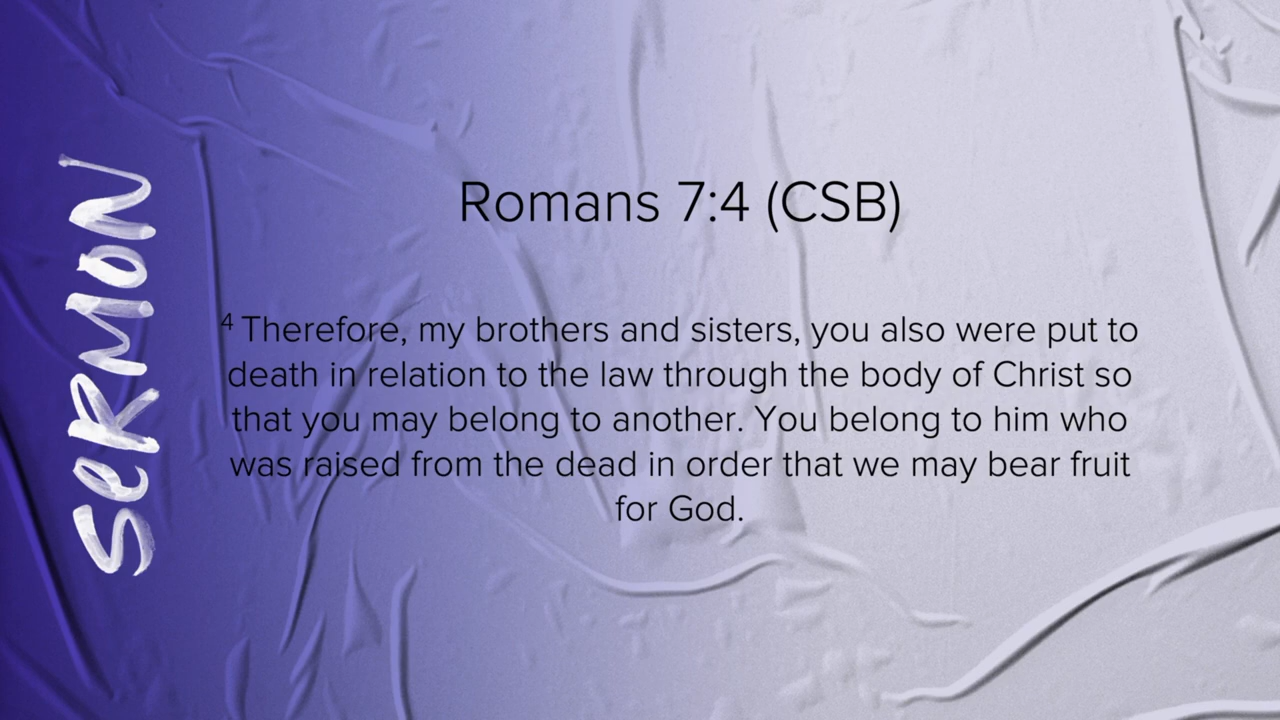 SeRMON
Romans 7:4 (CSB)
⁴ Therefore, my brothers and sisters, you also were put to
death in relation to the law through the body of Christ so
that you may belong to another. You belong to him who
was raised from the dead in order that we may bear fruit
for God.